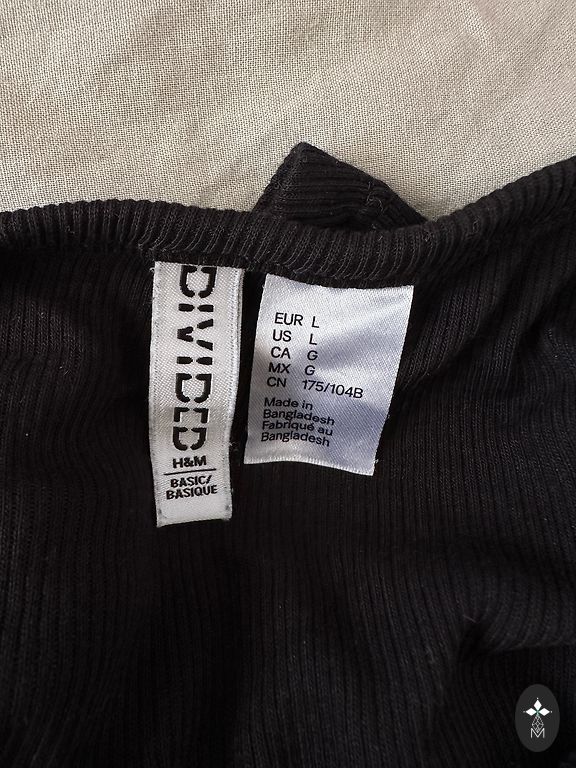 DIVIDED
H&M
BASIC/
BASIQUE
EUR L
US L
CA G
MX G
CN 175/104B
Made in
Bangladesh
Fabriqué au
Bangladesh
M